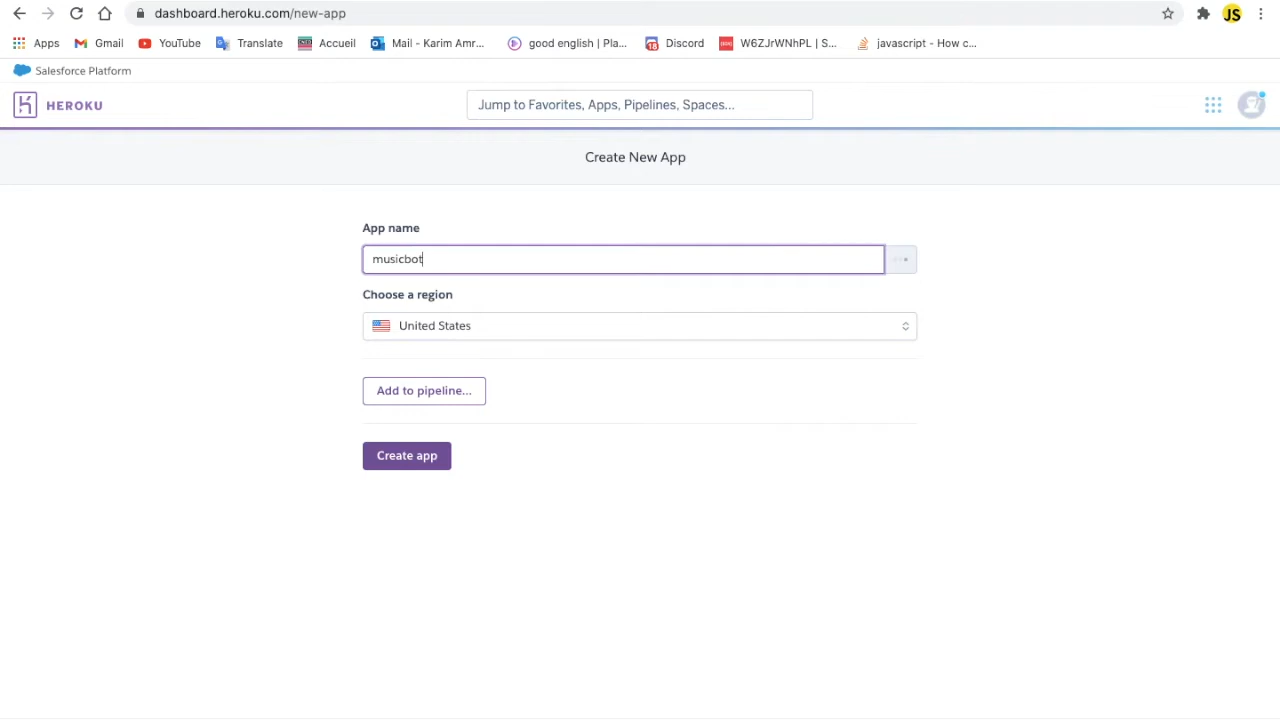 dashboard.heroku.com/new-app
JS
Apps Gmail YouTube Translate Accueil Mail - Karim Amr... good english | Pla... 18 Discord W6ZJrWNhPL | S... javascript - How c...
Salesforce Platform
HEROKU Jump to Favorites, Apps, Pipelines, Spaces...
Create New App
App name
musicbot
Choose a region
United States
Add to pipeline...
Create app